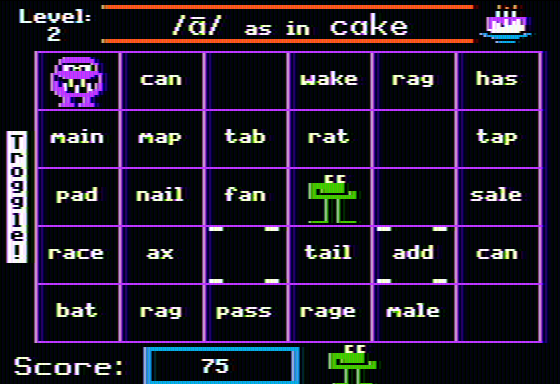 Level: 2
/ā/ as in cake
can wake rag has
main map tab rat tap
pad nail fan sale
race ax tail add can
bat rag pass rage male
Troggle!
Score: 75